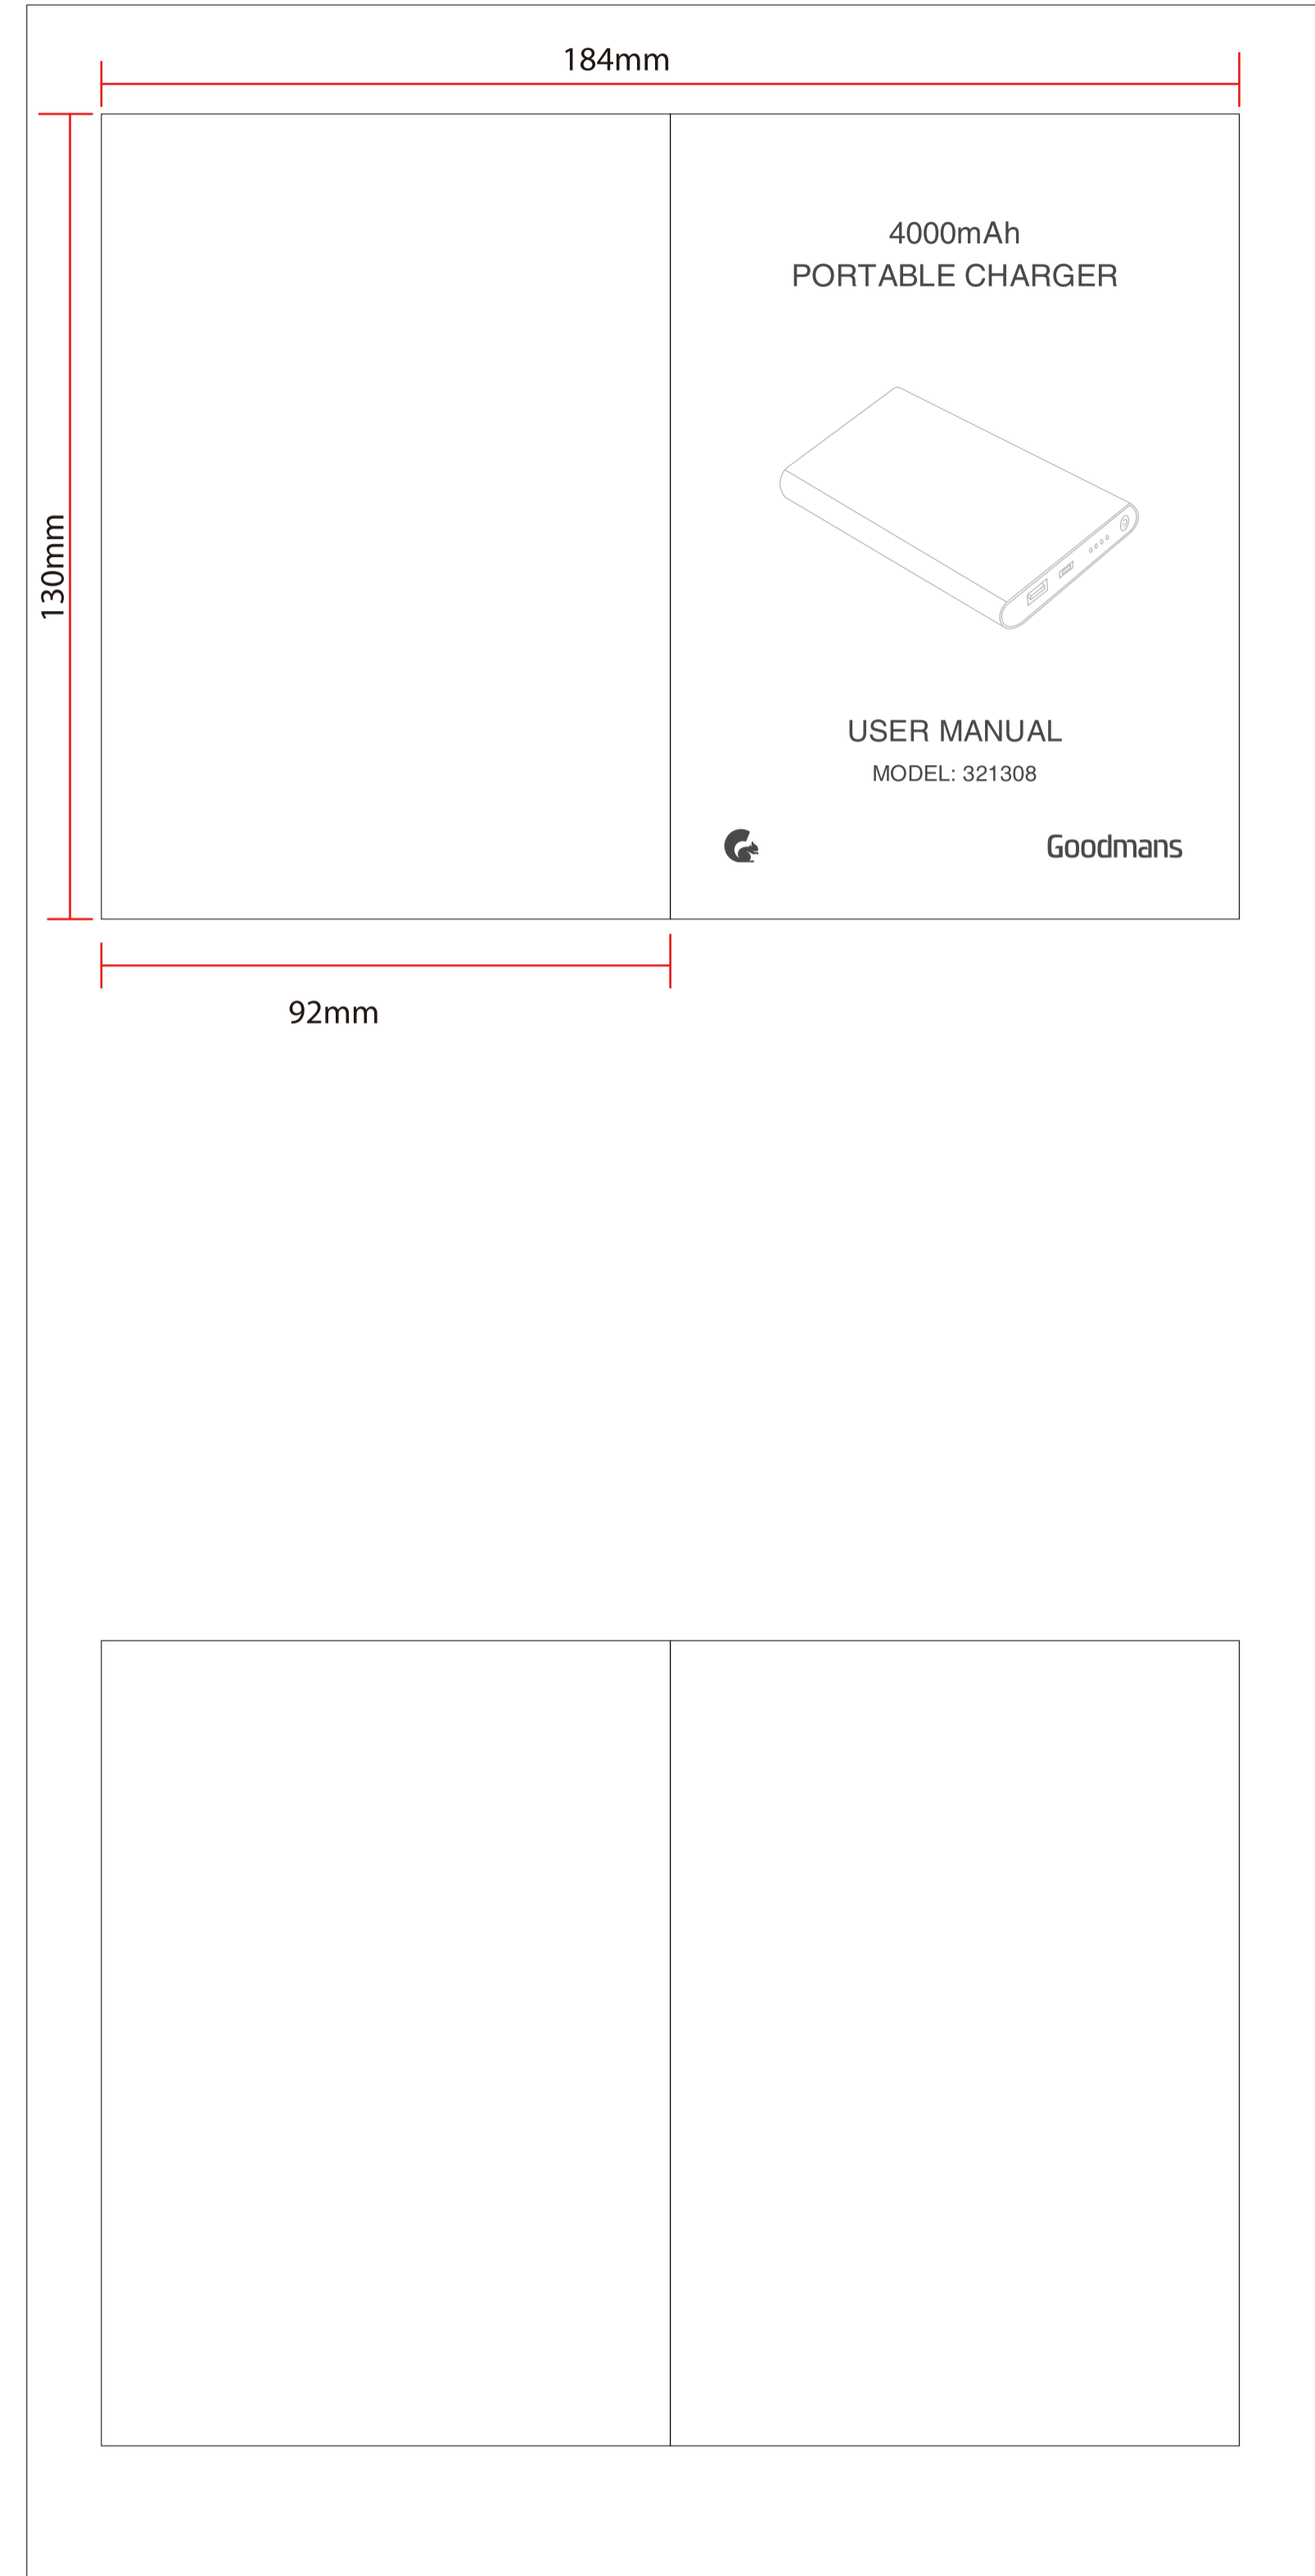 184mm
130mm
4000mAh
PORTABLE CHARGER
USER MANUAL
MODEL: 321308
Goodmans
92mm